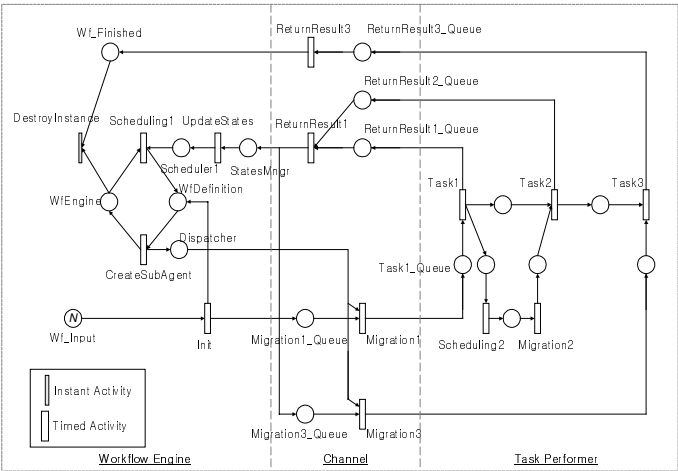 ReturnResult3
ReturnResult3_Queue
Wf_Finished
ReturnResult2_Queue
DestroyInstance
Scheduling1
UpdateStates
ReturnResult1
ReturnResult1_Queue
Scheduler1
StatesMngr
Task1
Task2
Task3
WfEngine
WfDefinition
Dispatcher
CreateSubAgent
Task1_Queue
N
Wf_Input
Init
Migration1_Queue
Migration1
Scheduling2
Migration2
Instant Activity
Timed Activity
Migration3_Queue
Migration3
Workflow Engine
Channel
Task Performer